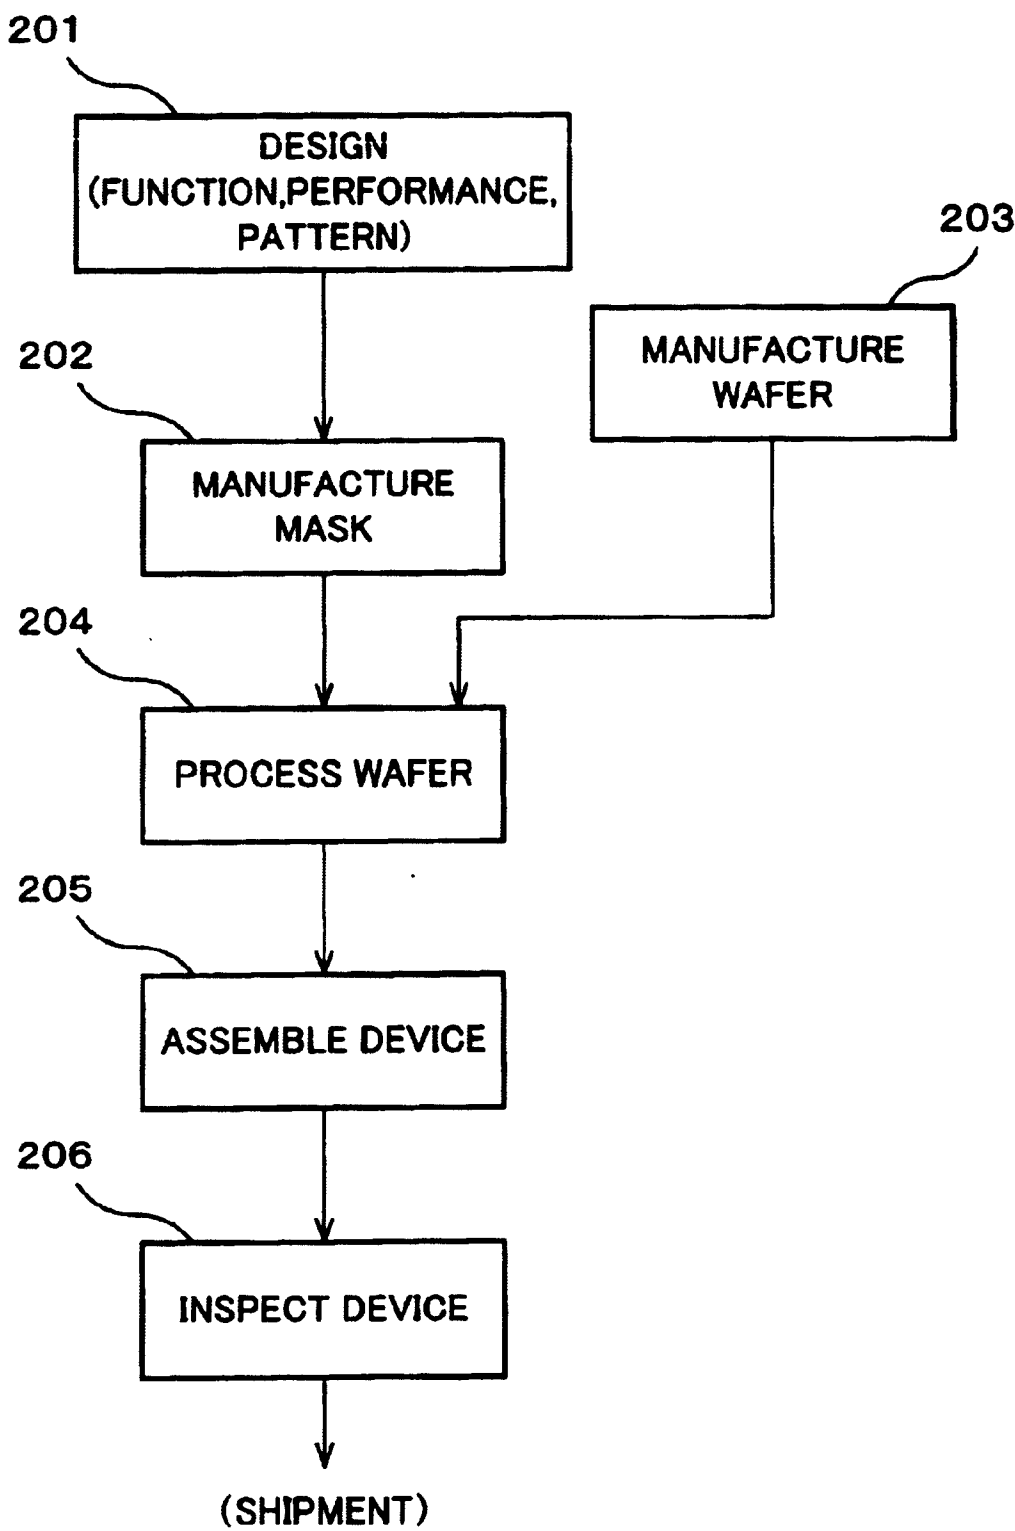 201
DESIGN
(FUNCTION,PERFORMANCE,
PATTERN)
203
MANUFACTURE
WAFER
202
MANUFACTURE
MASK
204
PROCESS WAFER
205
ASSEMBLE DEVICE
206
INSPECT DEVICE
(SHIPMENT)